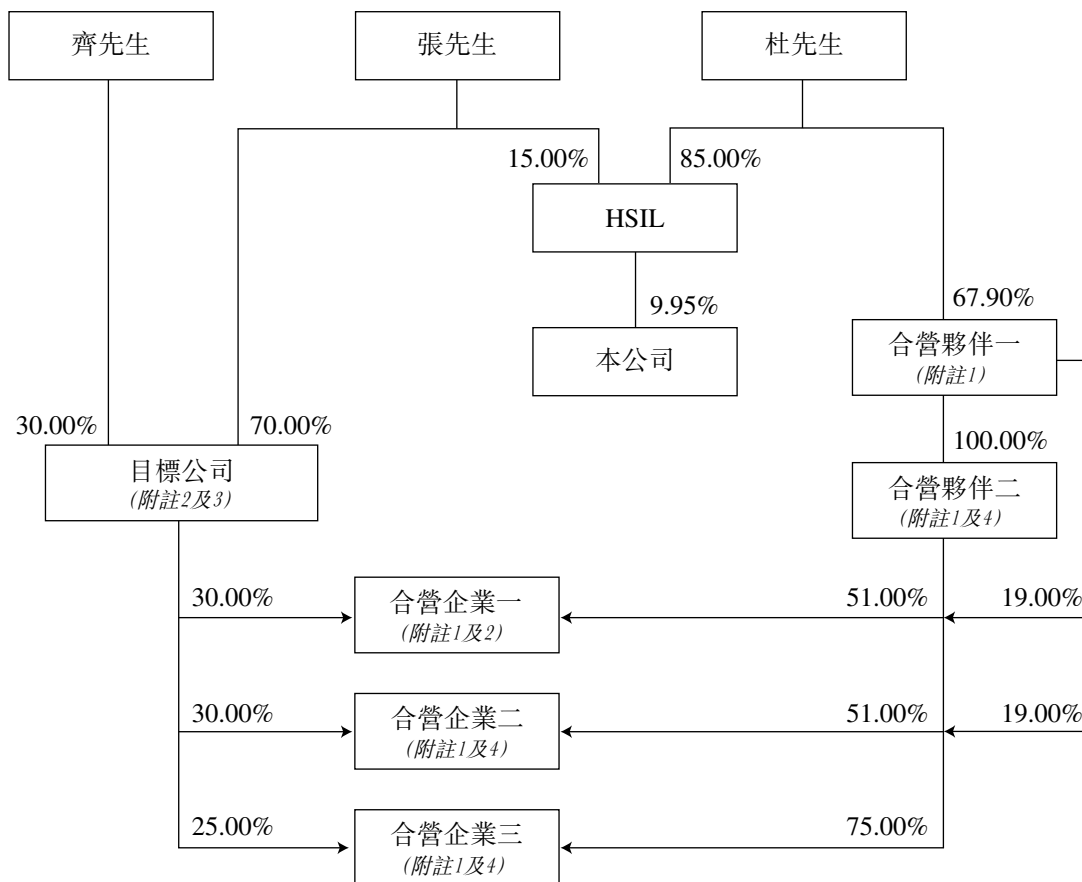 齊先生
張先生
杜先生
15.00%
85.00%
HSIL
9.95%
67.90%
本公司
合營夥伴一
(附註1)
30.00%
70.00%
100.00%
目標公司
(附註2及3)
合營夥伴二
(附註1及4)
30.00%
合營企業一
(附註1及2)
51.00%
19.00%
30.00%
合營企業二
(附註1及4)
51.00%
19.00%
25.00%
合營企業三
(附註1及4)
75.00%